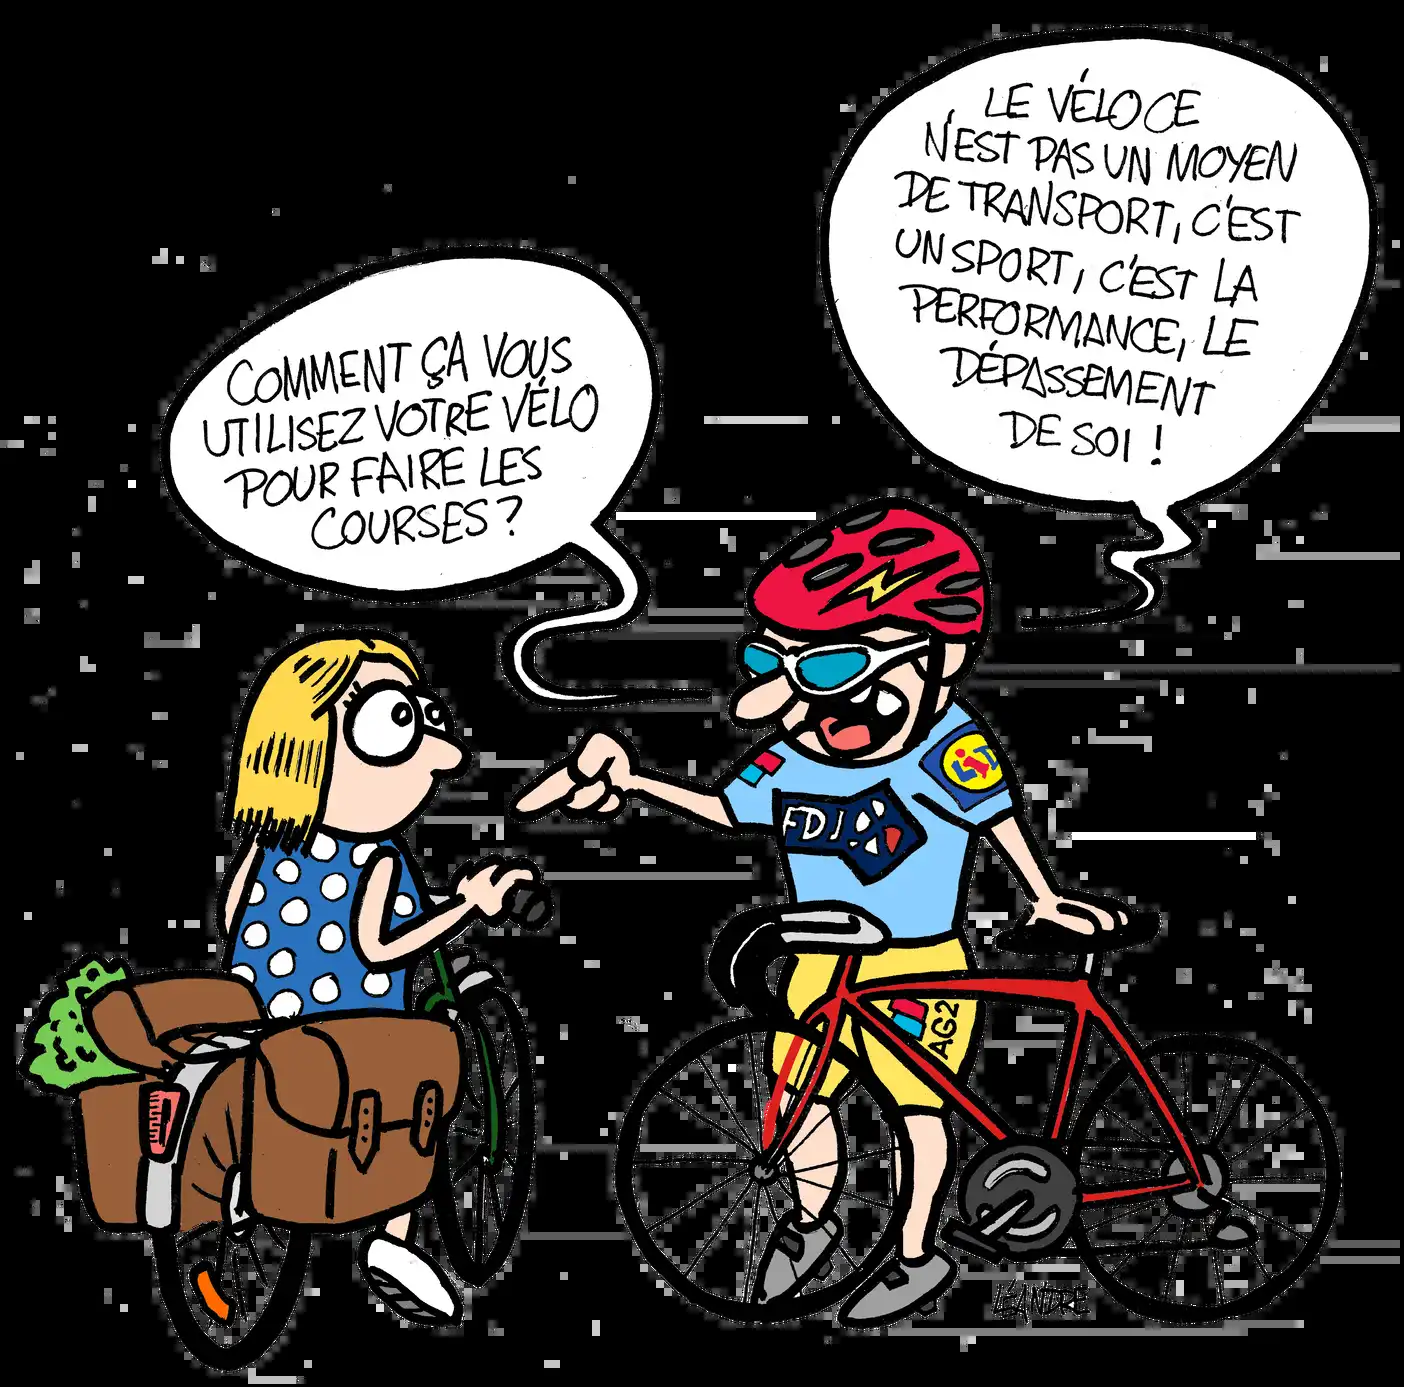 COMMENT ÇA VOUS
UTILISEZ VOTRE VÉLO
POUR FAIRE LES
COURSES ?
LE VÉLO CE
N'EST PAS UN MOYEN
DE TRANSPORT, C'EST
UN SPORT, C'EST LA
PERFORMANCE, LE
DÉPASSEMENT
DE SOI !
LIDL
FDJ
AG2
LÉANDRE